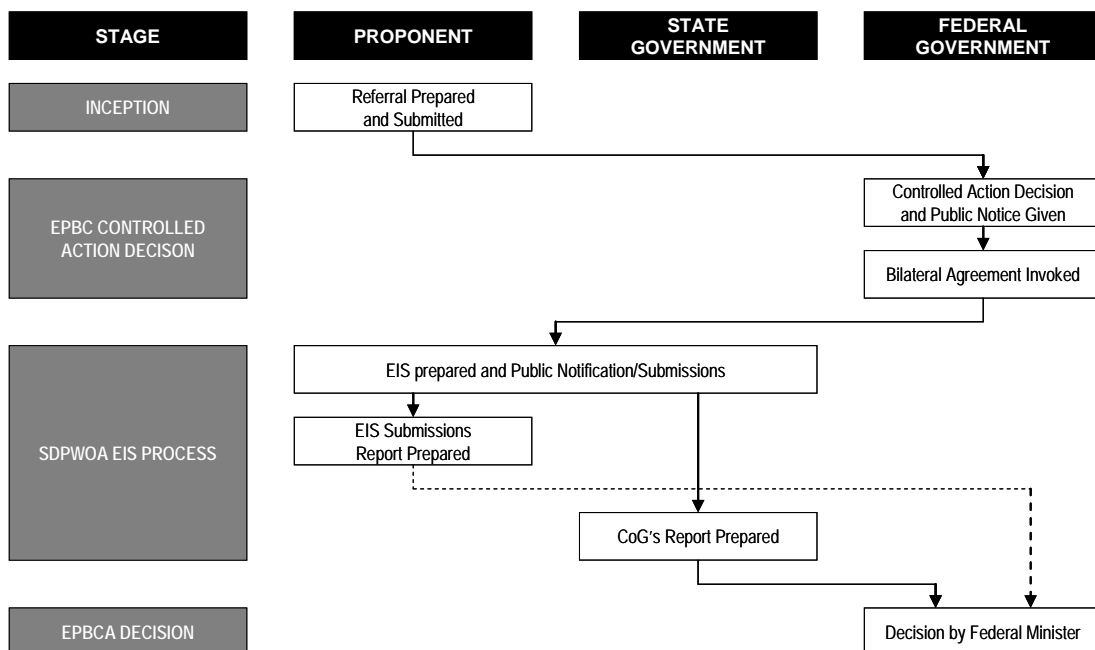 STAGE
PROPONENT
STATE
GOVERNMENT
FEDERAL
GOVERNMENT
INCEPTION
Referral Prepared
and Submitted
EPBC CONTROLLED
ACTION DECISON
Controlled Action Decision
and Public Notice Given
Bilateral Agreement Invoked
SDPWOA EIS PROCESS
EIS prepared and Public Notification/Submissions
EIS Submissions
Report Prepared
CoG's Report Prepared
EPBCA DECISION
Decision by Federal Minister